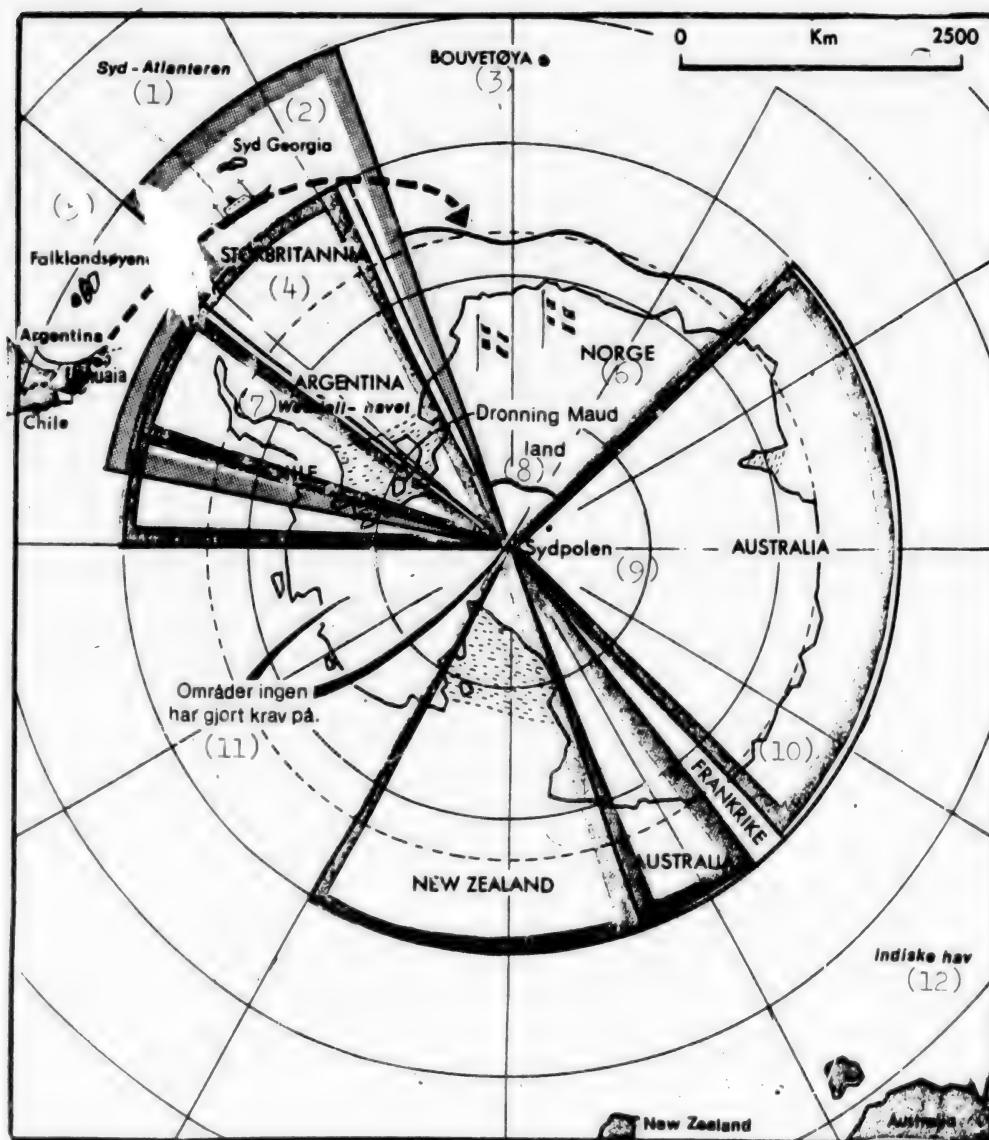 0 Km 2500
BOUVETØYA
(3)
Syd-Atlanteren
(1)
(2)
Syd Georgia
(5)
Falklandsøyene
STORBRITANNIA
(4)
Argentina
Chile
NORGE
(6)
ARGENTINA
(7) Weddell-havet
Dronning Maud
land
(8)
Sydpolen
(9)
AUSTRALIA
Områder ingen
har gjort krav på.
(11)
(10)
FRANKRIKE
AUSTRALIA
NEW ZEALAND
Indiske hav
(12)
New Zealand
Australia